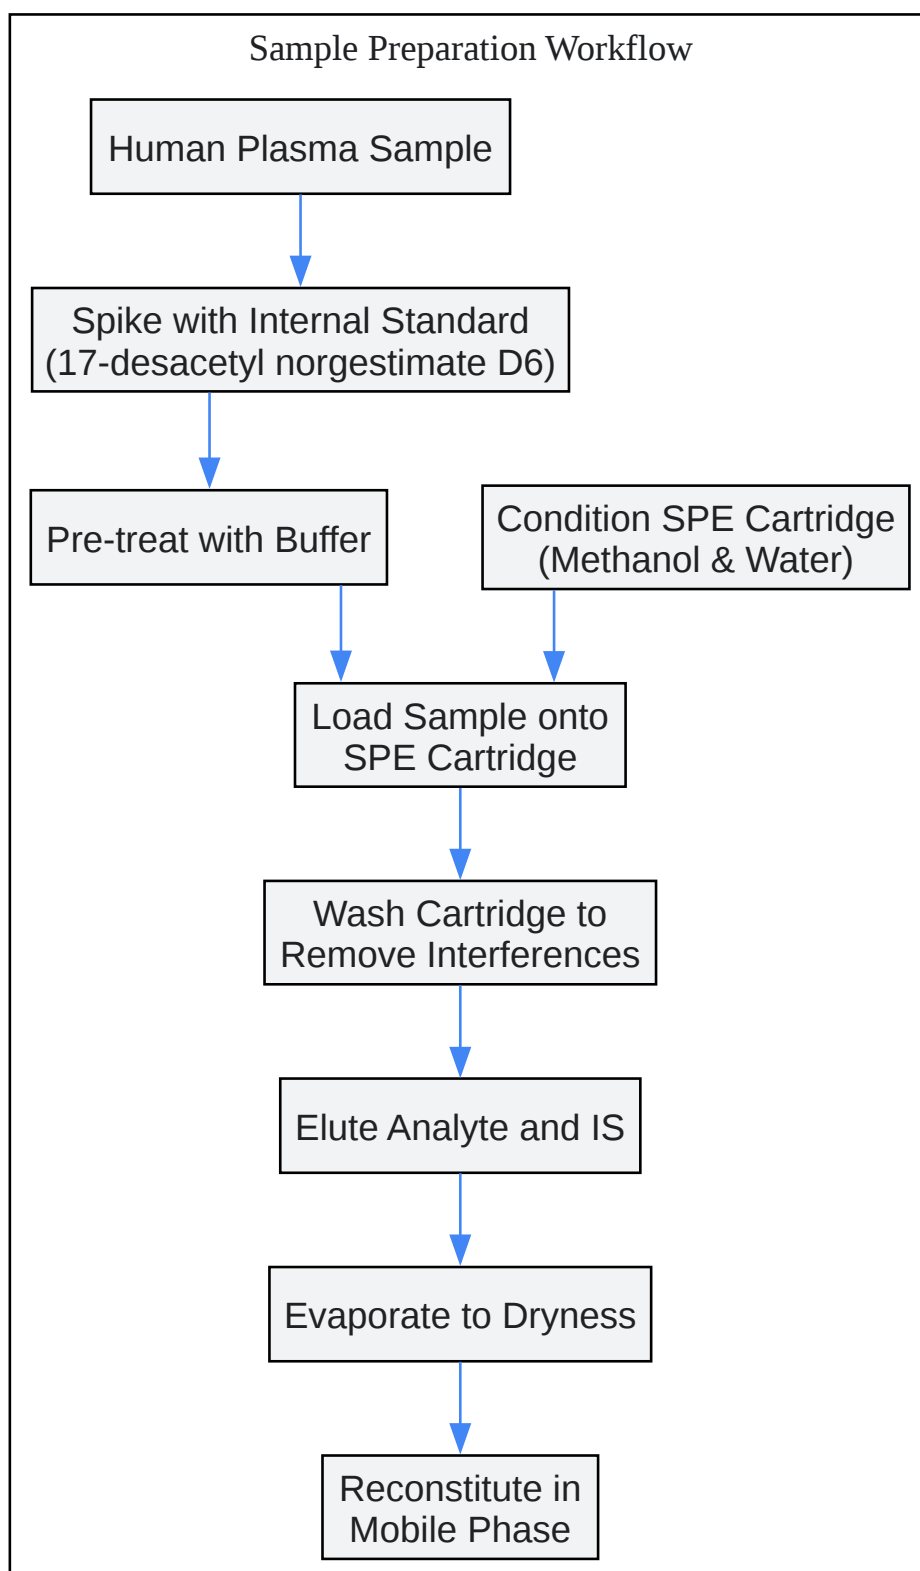 Sample Preparation Workflow
Human Plasma Sample
Spike with Internal Standard
(17-desacetyl norgestimate D6)
Pre-treat with Buffer
Condition SPE Cartridge
(Methanol & Water)
Load Sample onto
SPE Cartridge
Wash Cartridge to
Remove Interferences
Elute Analyte and IS
Evaporate to Dryness
Reconstitute in
Mobile Phase